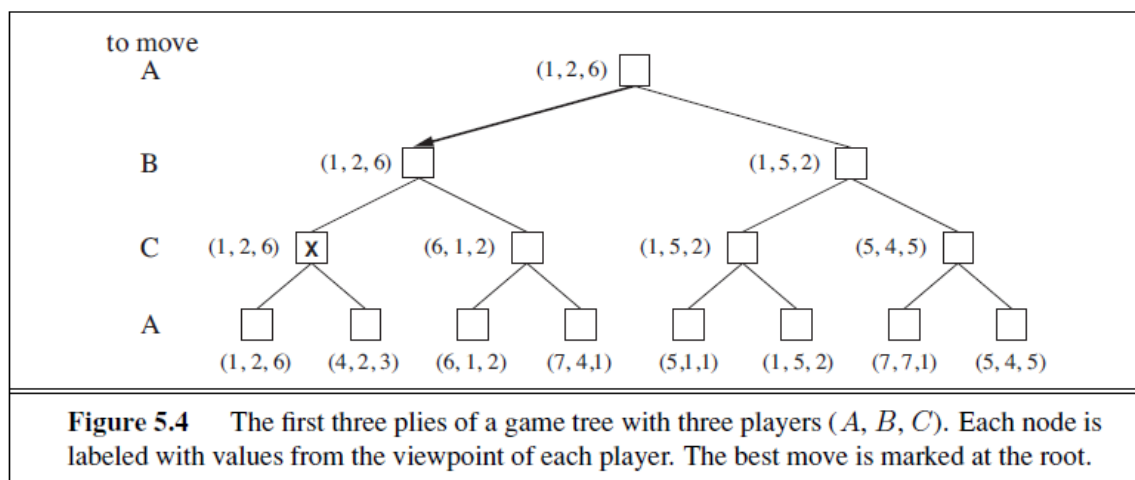 to move
A (1, 2, 6)
B (1, 2, 6) (1, 5, 2)
C (1, 2, 6) X (6, 1, 2) (1, 5, 2) (5, 4, 5)
A
(1, 2, 6) (4, 2, 3) (6, 1, 2) (7, 4,1) (5,1,1) (1, 5, 2) (7,7,1) (5, 4, 5)
Figure 5.4 The first three plies of a game tree with three players (A, B, C). Each node is
labeled with values from the viewpoint of each player. The best move is marked at the root.